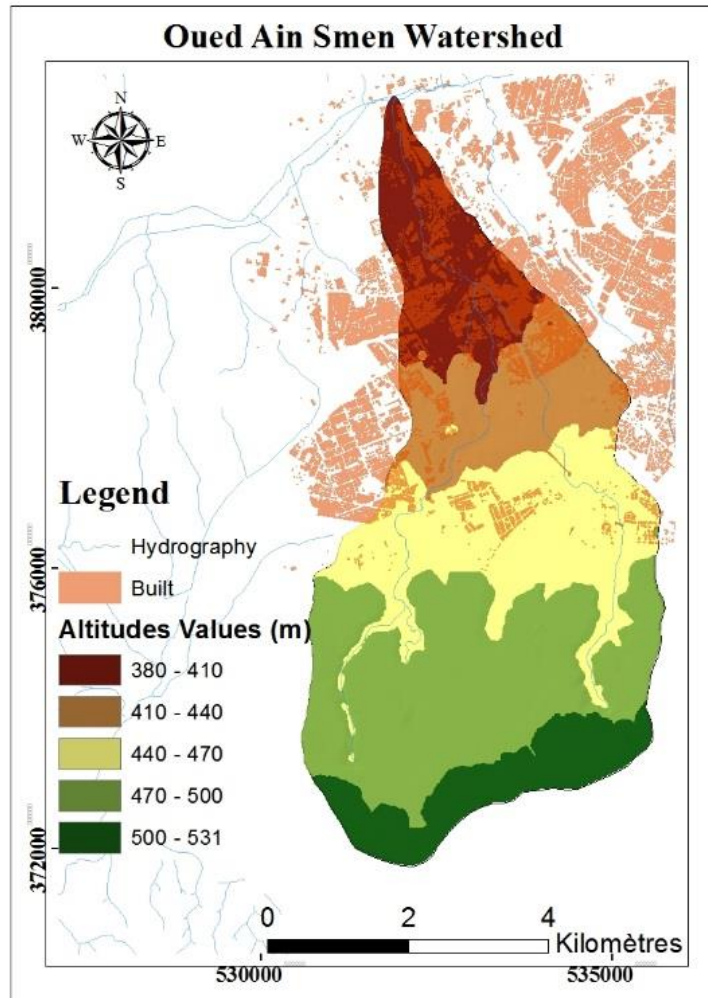 Oued Ain Smen Watershed
N
W E
S
380000
376000
372000
Legend
Hydrography
Built
Altitudes Values (m)
380 - 410
410 - 440
440 - 470
470 - 500
500 - 531
0 2 4
Kilomètres
530000 535000